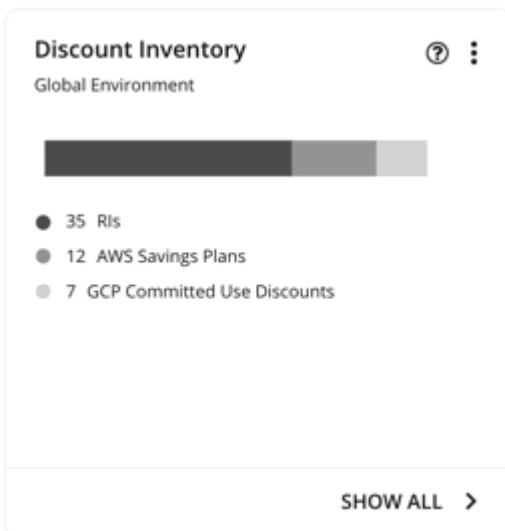 Discount Inventory
Global Environment
35 RIs
12 AWS Savings Plans
7 GCP Committed Use Discounts
SHOW ALL